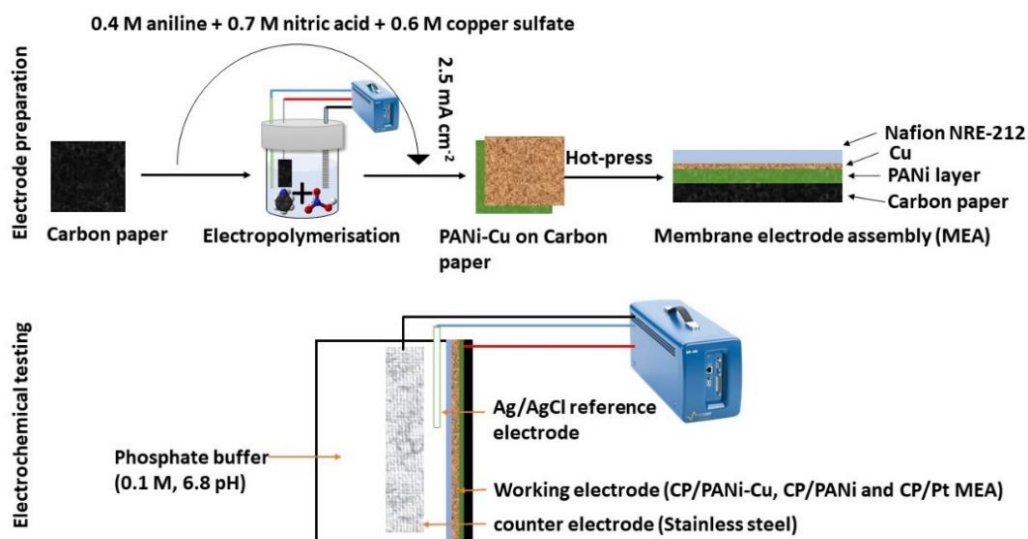 Electrode preparation
0.4 M aniline + 0.7 M nitric acid + 0.6 M copper sulfate
2.5 mA cm-2
Hot-press
Nafion NRE-212
Cu
PANi layer
Carbon paper
Carbon paper
Electropolymerisation
+
PANi-Cu on Carbon
paper
Membrane electrode assembly (MEA)
Electrochemical testing
Ag/AgCl reference
electrode
Phosphate buffer
(0.1 M, 6.8 pH)
Working electrode (CP/PANi-Cu, CP/PANi and CP/Pt MEA)
counter electrode (Stainless steel)